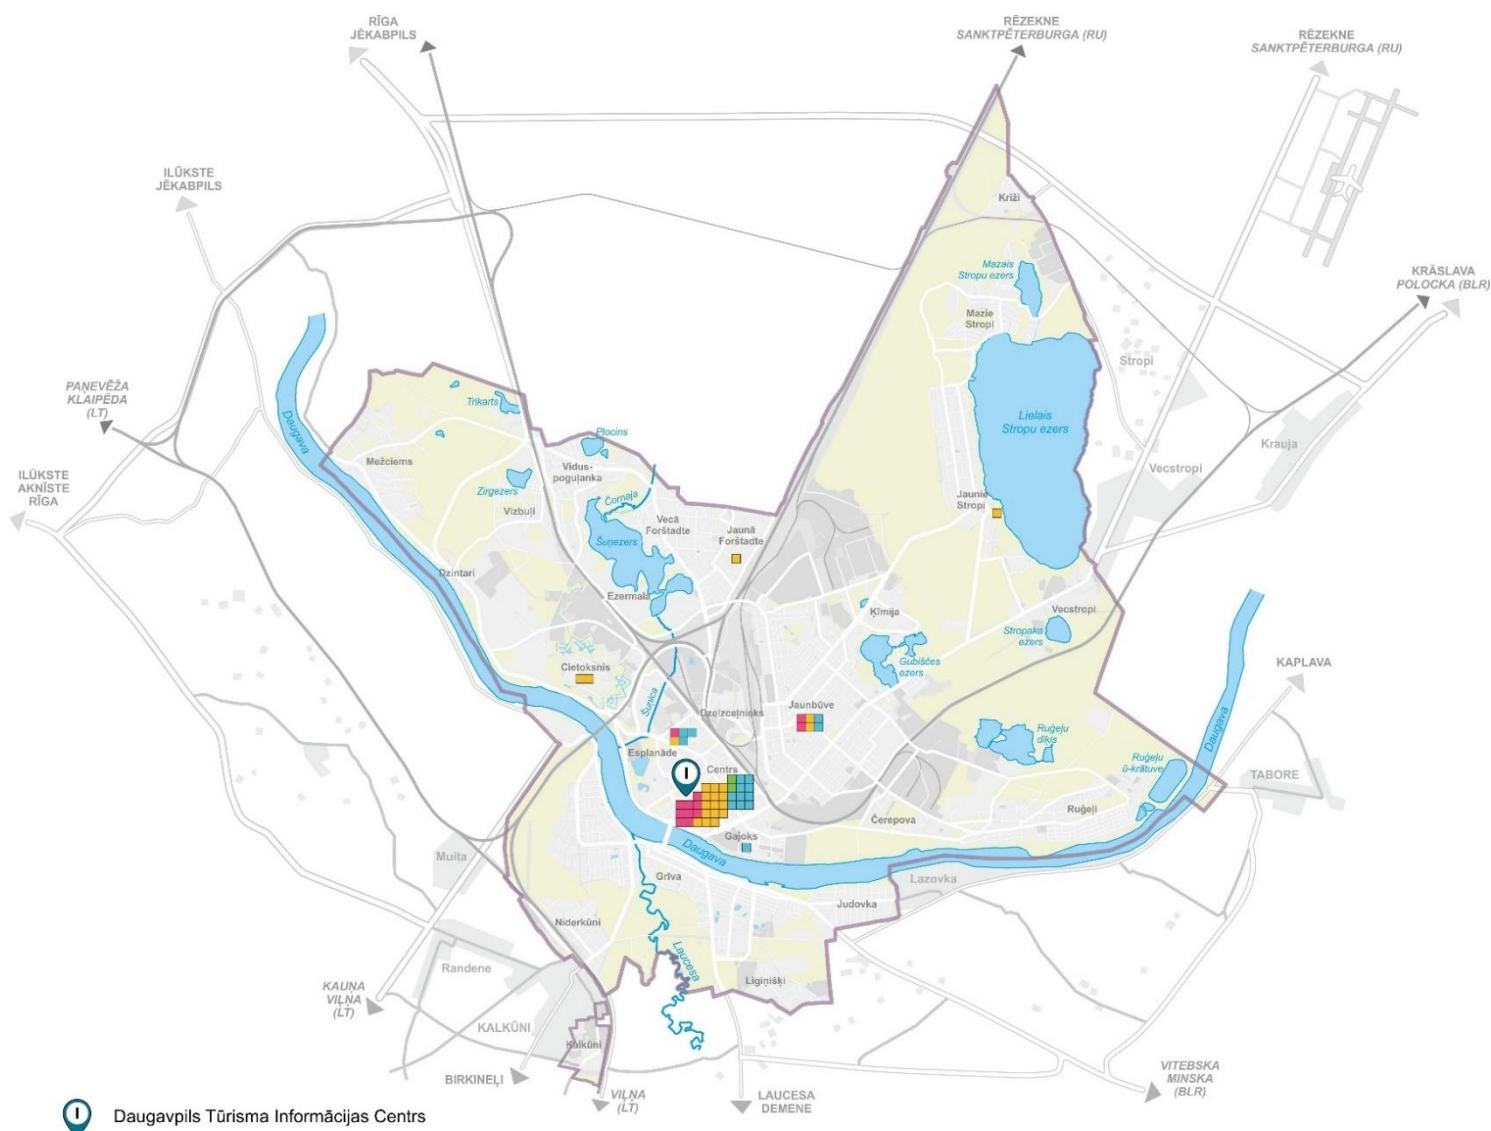 RĪGA
JĒKABPILS
RĒZEKNE
SANKTPĒTERBURGA (RU)
RĒZEKNE
SANKTPĒTERBURGA (RU)
ILŪKSTE
JĒKABPILS
Križi
Mazais
Stropu ezers
KRĀSLAVA
POLOCKA (BLR)
Mazie
Stropi
Stropi
PAŅEVĒŽA
KLAIPĒDA
(LT)
Trikarts
Daugava
Lielais
Stropu ezers
Plocins
Krauja
Mežciems
Vidus-
poguļanka
Vecstropi
ILŪKSTE
AKNĪSTE
RĪGA
Zirgezers
Čornaja
Jaunie
Stropi
Vizbuļi
Vecā
Forštadte
Jaunā
Forštadte
Šuņezers
Dzintari
Ezermala
Ķīmija
Vecstropi
Stropaka
ezers
Cietoksnis
Gubiščes
ezers
KAPLAVA
Šuņica
Dzelzceļnieks
Jaunbūve
Daugava
Ruģeļu
dīķis
Esplanāde
Centrs
Ruģeļu
ū-krātuve
I
TABORE
Ruģeļi
Čerepova
Gajoks
Daugava
Muita
Grīva
Lazovka
Judovka
Niderkūni
Laucesa
Randene
Liginišķi
KAUŅA
VIĻŅA
(LT)
KALKŪNI
Kalkūni
BIRKINEĻI
VIĻŅA
(LT)
LAUCESA
DEMENE
VITEBSKA
MINSKA
(BLR)
I Daugavpils Tūrisma Informācijas Centrs